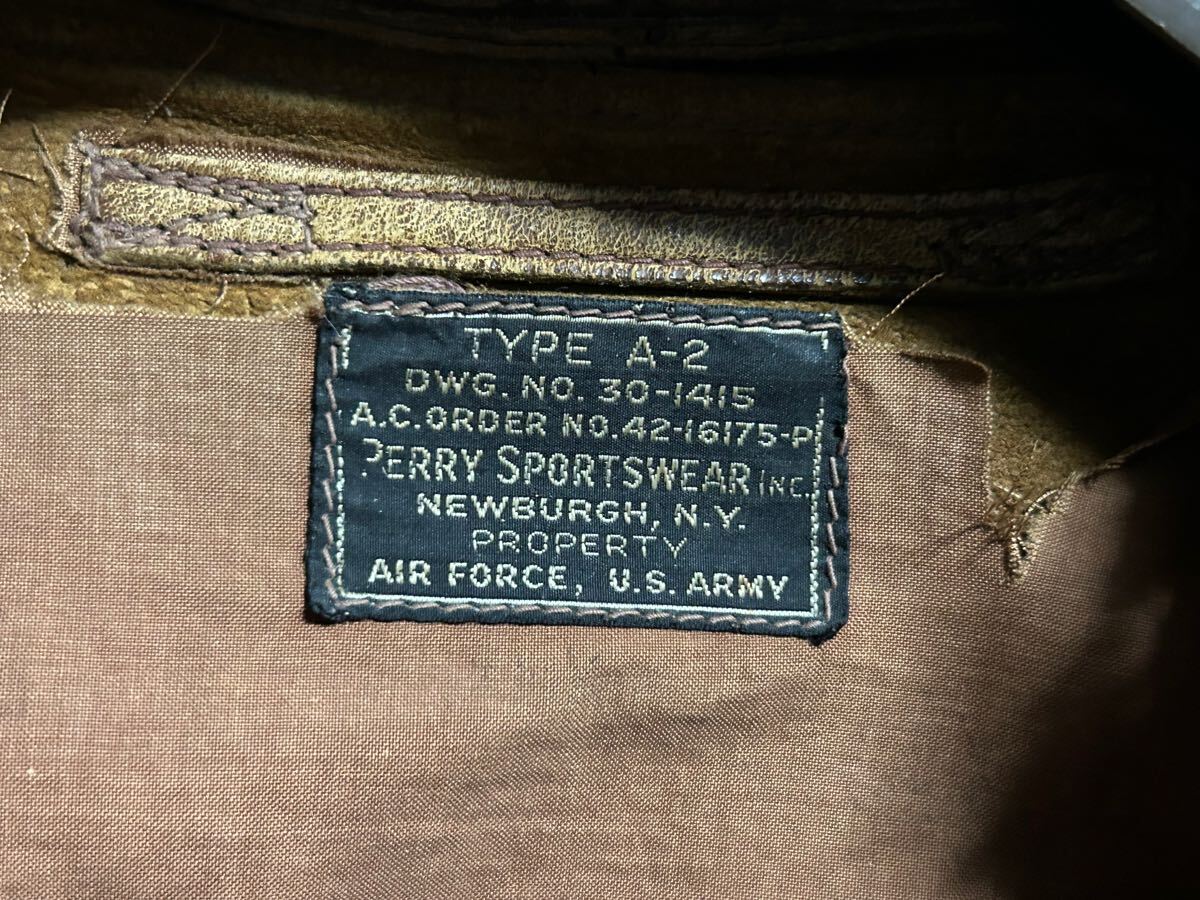 TYPE A-2
DWG. NO. 30-1415
A.C. ORDER NO. 42-16175-P
PERRY SPORTSWEAR INC.
NEWBURGH, N.Y.
PROPERTY
AIR FORCE, U.S. ARMY